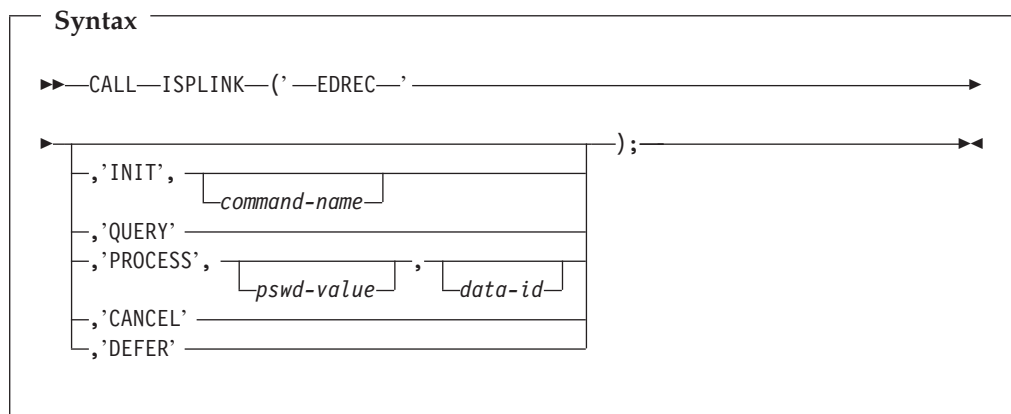 Syntax
CALL ISPLINK (' EDREC '
);
,'INIT',
command-name
,'QUERY'
,'PROCESS', ,
pswd-value data-id
,'CANCEL'
,'DEFER'